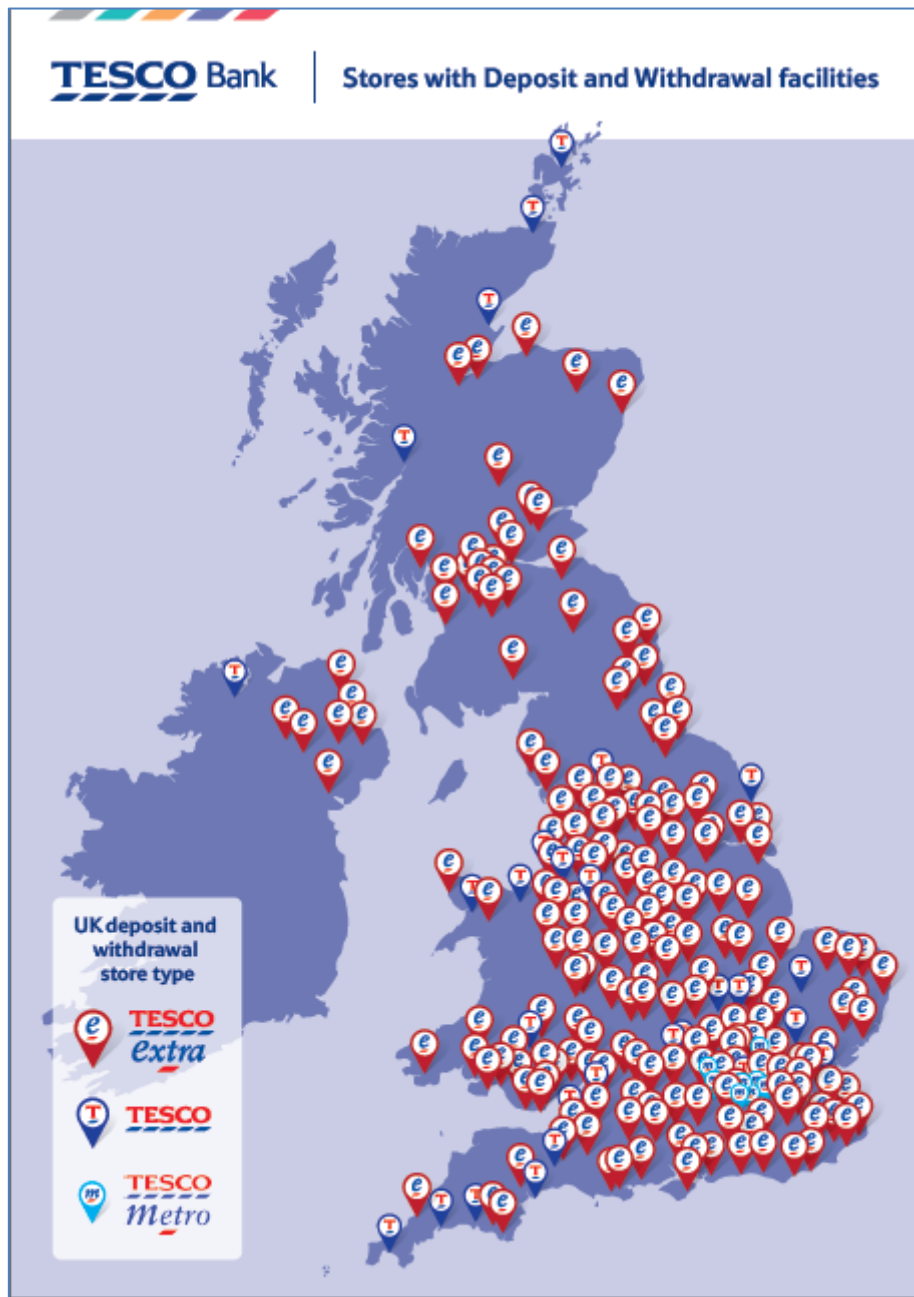 TESCO Bank
Stores with Deposit and Withdrawal facilities
UK deposit and
withdrawal
store type
e
TESCO
extra
T
TESCO
m
TESCO
Metro